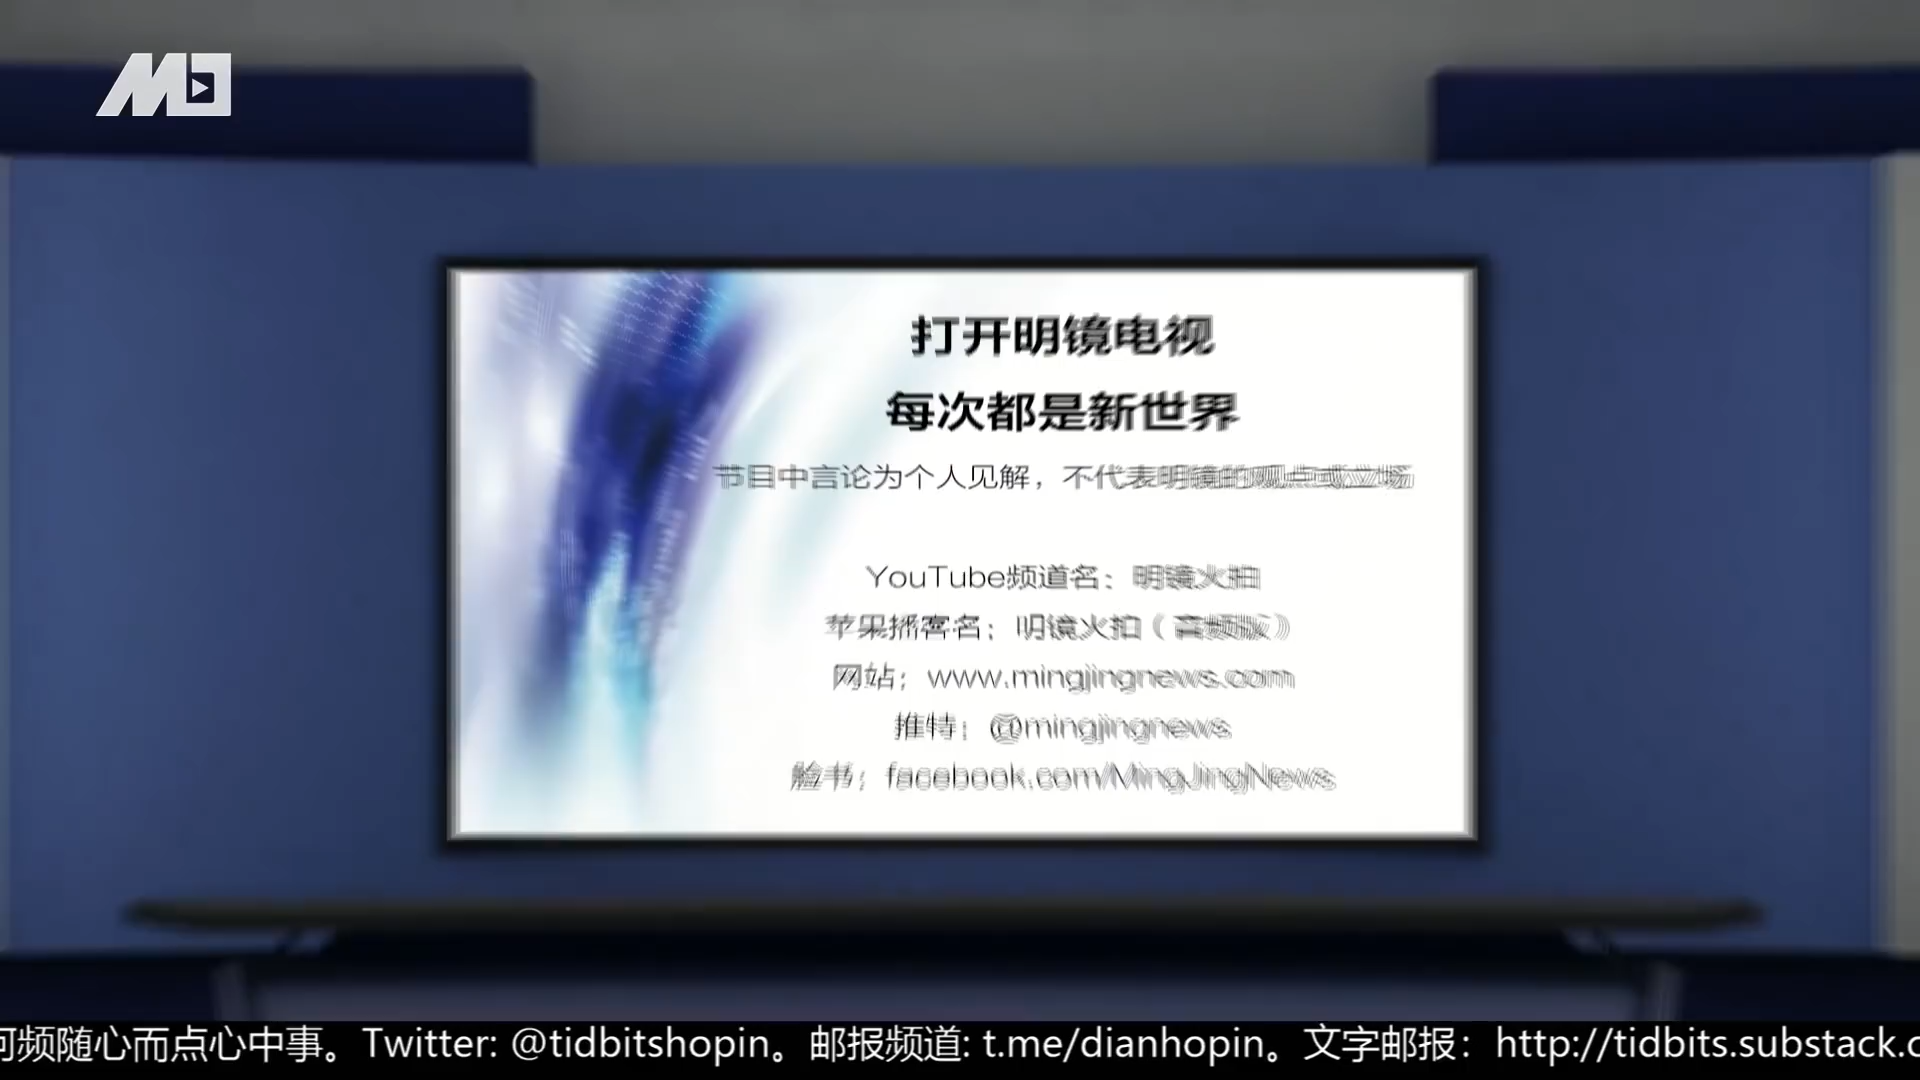 打开明镜电视
每次都是新世界
节目中言论为个人见解，不代表明镜的观点或立场
YouTube频道名：明镜火拍
苹果播客名：明镜火拍（音频版）
网站：www.mingjingnews.com
推特：@mingjingnews
脸书：facebook.com/MingJingNews
何频随心而点心中事。Twitter: @tidbitshopin。邮报频道: t.me/dianhopin。文字邮报：http://tidbits.substack.c